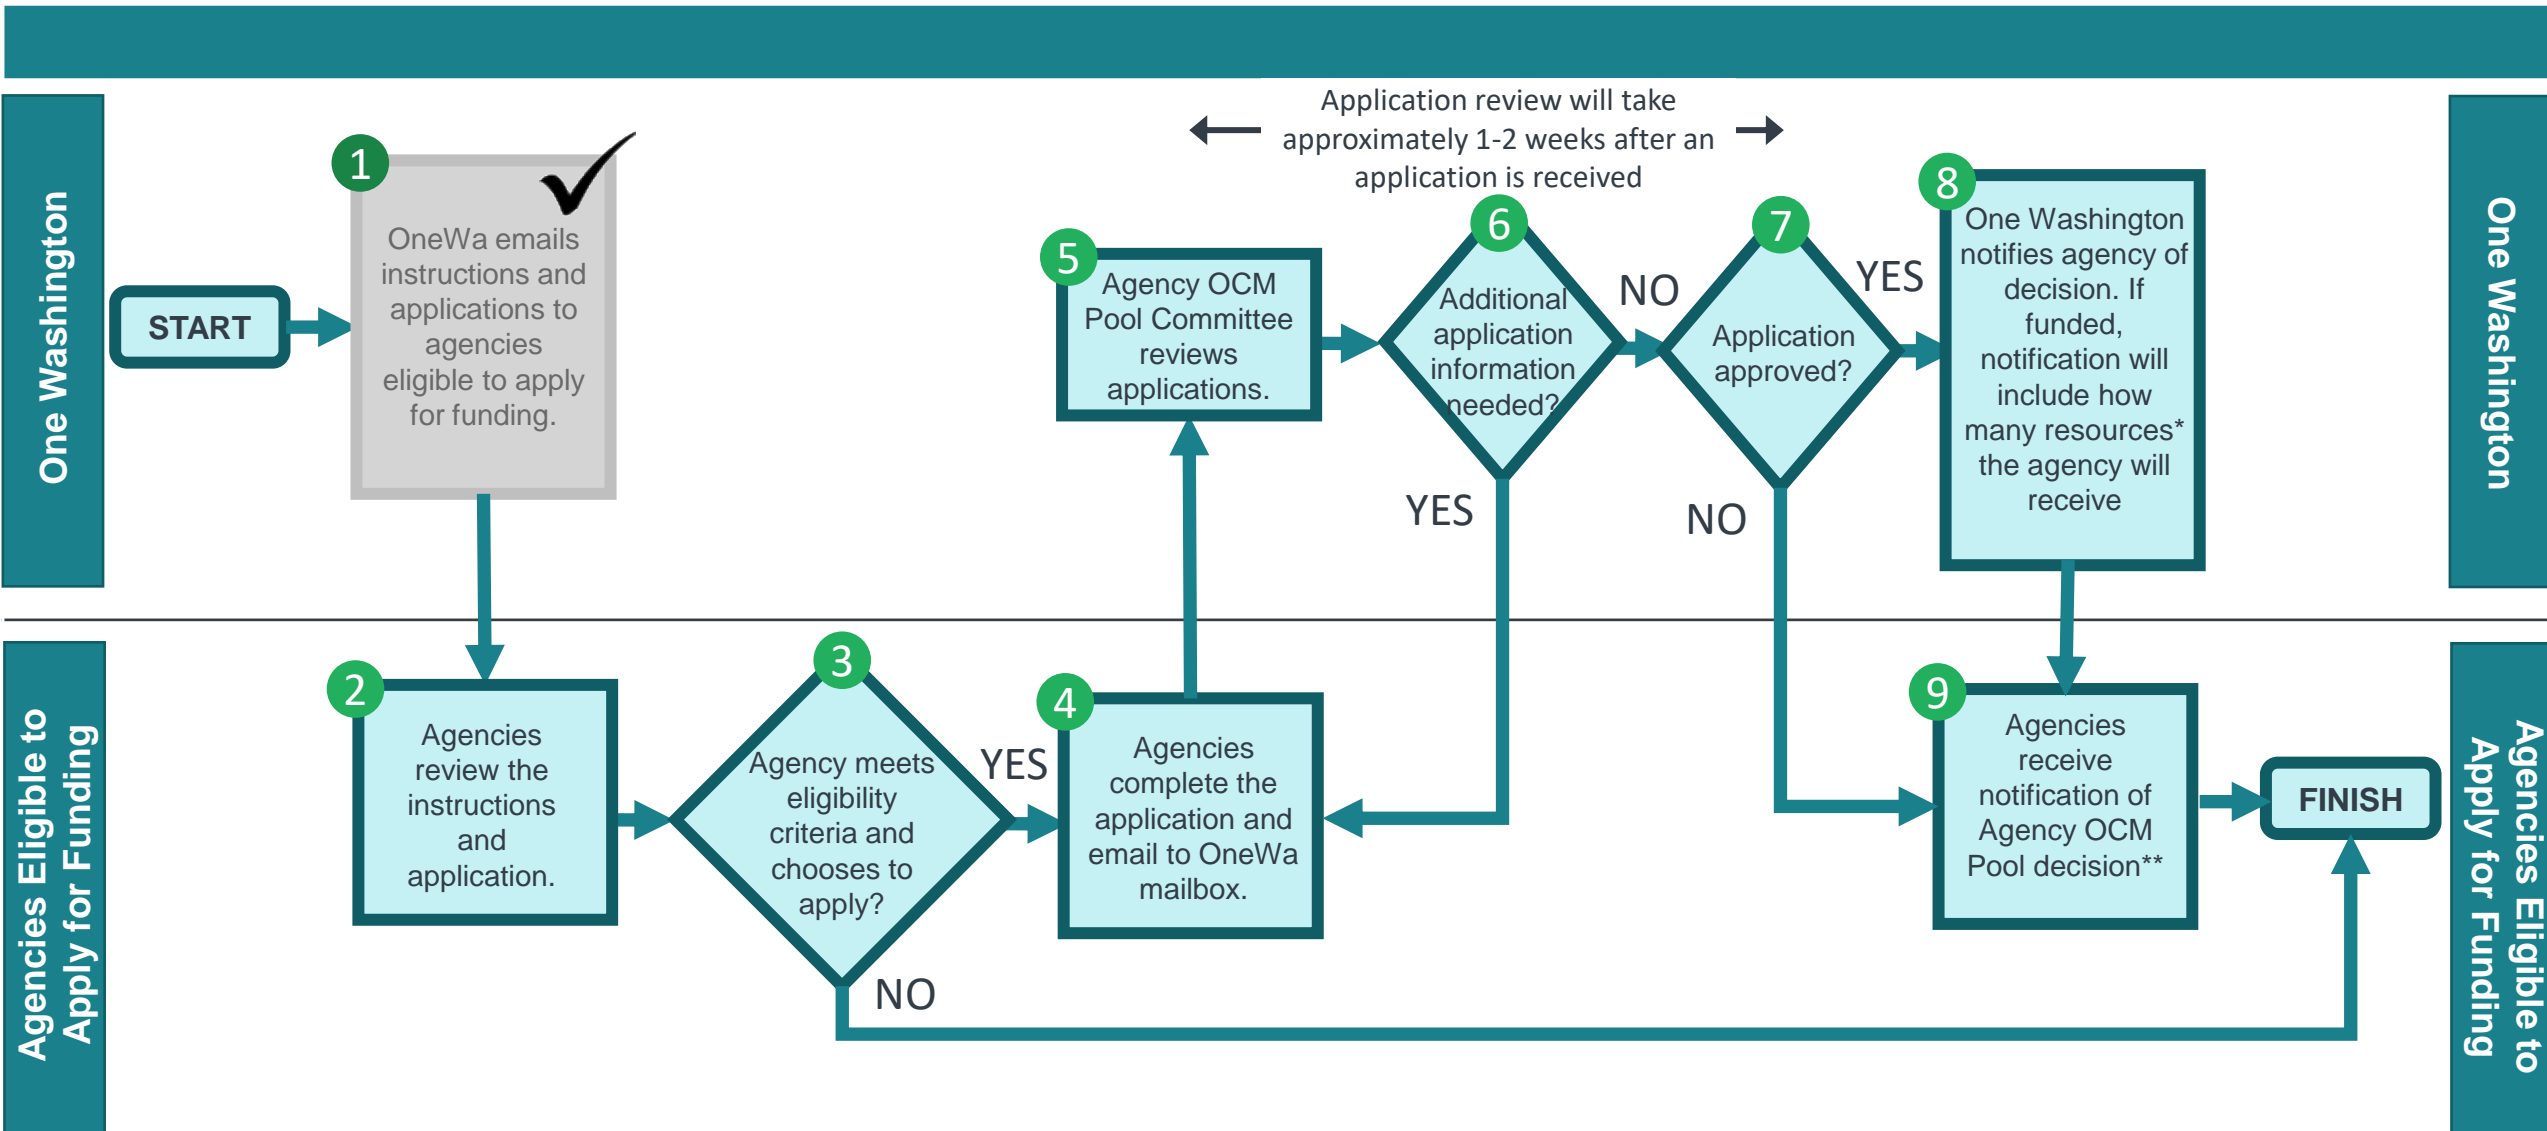 Application review will take
approximately 1-2 weeks after an
application is received
One Washington
START
1
OneWa emails
instructions and
applications to
agencies
eligible to apply
for funding.
5
Agency OCM
Pool Committee
reviews
applications.
6
Additional
application
information
needed?
NO
YES
7
Application
approved?
YES
NO
8
One Washington
notifies agency of
decision. If
funded,
notification will
include how
many resources*
the agency will
receive
One Washington
Agencies Eligible to
Apply for Funding
2
Agencies
review the
instructions
and
application.
3
Agency meets
eligibility
criteria and
chooses to
apply?
YES
NO
4
Agencies
complete the
application and
email to OneWa
mailbox.
9
Agencies
receive
notification of
Agency OCM
Pool decision**
FINISH
Agencies Eligible to
Apply for Funding